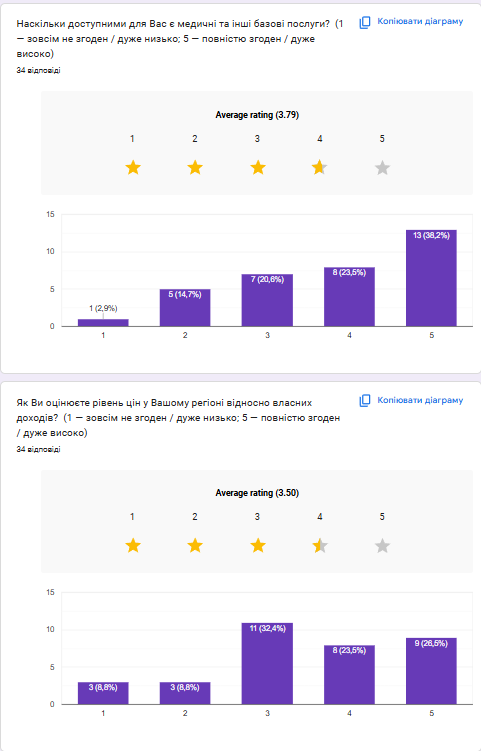 Наскільки доступними для Вас є медичні та інші базові послуги? (1
— зовсім не згоден / дуже низько; 5 — повністю згоден / дуже
високо)
Копіювати діаграму
34 відповіді
Average rating (3.79)
1 2 3 4 5
15
10
5
0
1 (2,9%)
5 (14,7%)
7 (20,6%)
8 (23,5%)
13 (38,2%)
1 2 3 4 5
Як Ви оцінюєте рівень цін у Вашому регіоні відносно власних
доходів? (1 — зовсім не згоден / дуже низько; 5 — повністю згоден
/ дуже високо)
Копіювати діаграму
34 відповіді
Average rating (3.50)
1 2 3 4 5
15
10
5
0
3 (8,8%)
3 (8,8%)
11 (32,4%)
8 (23,5%)
9 (26,5%)
1 2 3 4 5